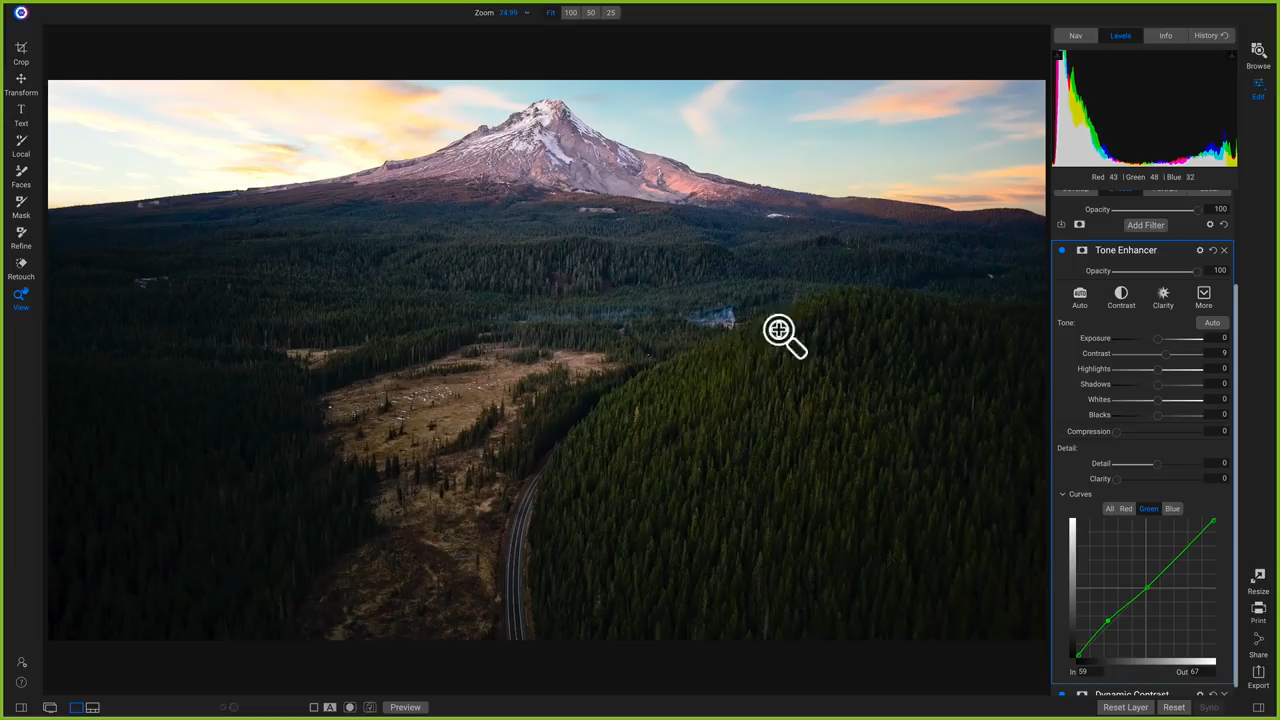 Zoom 74.99 Fit 100 50 25
Crop
Transform
Text
Local
Faces
Mask
Refine
Retouch
View
Nav Levels Info History
Red 43 | Green 48 | Blue 32
Opacity 100
Add Filter
Tone Enhancer
Opacity 100
AUTO
Auto Contrast Clarity More
Tone: Auto
Exposure 0
Contrast 9
Highlights 0
Shadows 0
Whites 0
Blacks 0
Compression 0
Detail:
Detail 0
Clarity 0
Curves
All Red Green Blue
In 59 Out 67
Dynamic Contrast
Browse
Edit
Resize
Print
Share
Export
A Preview
Reset Layer Reset Sync